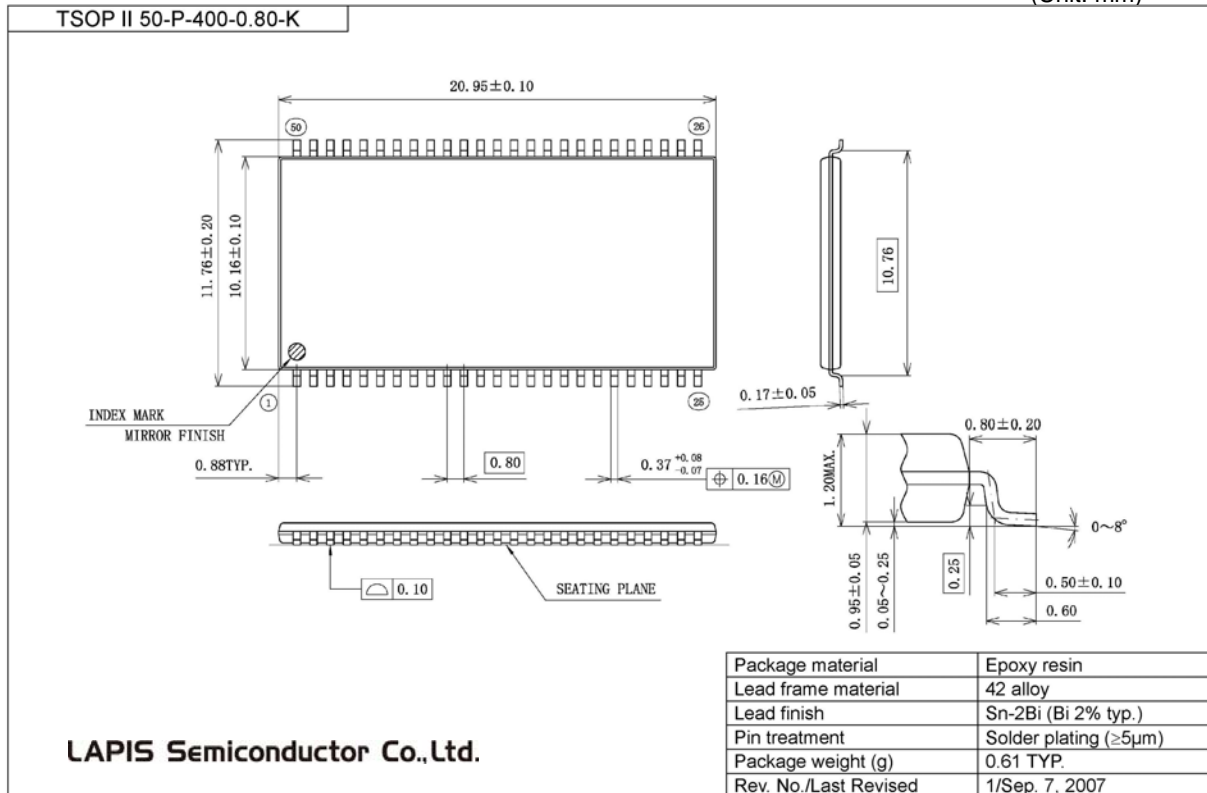 (Unit: mm)
TSOP II 50-P-400-0.80-K
20.95±0.10
50
26
11.76±0.20
10.16±0.10
10.76
INDEX MARK
MIRROR FINISH
1
25
0.88TYP.
0.80
0.37 +0.08 -0.07
⌖ 0.16Ⓜ
0.17±0.05
0.80±0.20
1.20MAX.
0~8°
0.25
0.95±0.05
0.05~0.25
0.50±0.10
0.60
⌓ 0.10
SEATING PLANE
Package material Epoxy resin
Lead frame material 42 alloy
Lead finish Sn-2Bi (Bi 2% typ.)
Pin treatment Solder plating (≥5μm)
Package weight (g) 0.61 TYP.
Rev. No./Last Revised 1/Sep. 7, 2007
LAPIS Semiconductor Co.,Ltd.